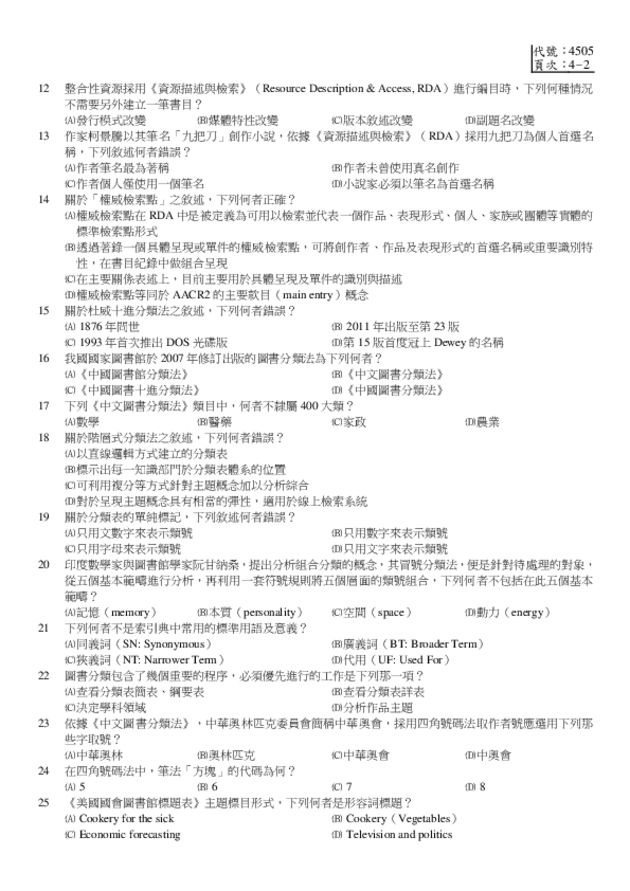 代號：4505
頁次：4－2
12 整合性資源採用《資源描述與檢索》（Resource Description & Access, RDA）進行編目時，下列何種情況
不需要另外建立一筆書目？
(A)發行模式改變 (B)媒體特性改變 (C)版本敘述改變 (D)副題名改變
13 作家柯景騰以其筆名「九把刀」創作小說，依據《資源描述與檢索》（RDA）採用九把刀為個人首選名
稱，下列敘述何者錯誤？
(A)作者筆名最為著稱 (B)作者未曾使用真名創作
(C)作者個人僅使用一個筆名 (D)小說家必須以筆名為首選名稱
14 關於「權威檢索點」之敘述，下列何者正確？
(A)權威檢索點在 RDA 中是被定義為可用以檢索並代表一個作品、表現形式、個人、家族或團體等實體的
標準檢索點形式
(B)透過著錄一個具體呈現或單件的權威檢索點，可將創作者、作品及表現形式的首選名稱或重要識別特
性，在書目紀錄中做組合呈現
(C)在主要關係表述上，目前主要用於具體呈現及單件的識別與描述
(D)權威檢索點等同於 AACR2 的主要款目（main entry）概念
15 關於杜威十進分類法之敘述，下列何者錯誤？
(A) 1876 年問世 (B) 2011 年出版至第 23 版
(C) 1993 年首次推出 DOS 光碟版 (D)第 15 版首度冠上 Dewey 的名稱
16 我國國家圖書館於 2007 年修訂出版的圖書分類法為下列何者？
(A)《中國圖書館分類法》 (B)《中文圖書分類法》
(C)《中國圖書十進分類法》 (D)《中國圖書分類法》
17 下列《中文圖書分類法》類目中，何者不隸屬 400 大類？
(A)數學 (B)醫藥 (C)家政 (D)農業
18 關於階層式分類法之敘述，下列何者錯誤？
(A)以直線邏輯方式建立的分類表
(B)標示出每一知識部門於分類表體系的位置
(C)可利用複分等方式針對主題概念加以分析綜合
(D)對於呈現主題概念具有相當的彈性，適用於線上檢索系統
19 關於分類表的單純標記，下列敘述何者錯誤？
(A)只用文數字來表示類號 (B)只用數字來表示類號
(C)只用字母來表示類號 (D)只用文字來表示類號
20 印度數學家與圖書館學家阮甘納桑，提出分析組合分類的概念，其冒號分類法，便是針對待處理的對象，
從五個基本範疇進行分析，再利用一套符號規則將五個層面的類號組合，下列何者不包括在此五個基本
範疇？
(A)記憶（memory） (B)本質（personality） (C)空間（space） (D)動力（energy）
21 下列何者不是索引典中常用的標準用語及意義？
(A)同義詞（SN: Synonymous） (B)廣義詞（BT: Broader Term）
(C)狹義詞（NT: Narrower Term） (D)代用（UF: Used For）
22 圖書分類包含了幾個重要的程序，必須優先進行的工作是下列那一項？
(A)查看分類表簡表、綱要表 (B)查看分類表詳表
(C)決定學科領域 (D)分析作品主題
23 依據《中文圖書分類法》，中華奧林匹克委員會簡稱中華奧會，採用四角號碼法取作者號應選用下列那
些字取號？
(A)中華奧林 (B)奧林匹克 (C)中華奧會 (D)中奧會
24 在四角號碼法中，筆法「方塊」的代碼為何？
(A) 5 (B) 6 (C) 7 (D) 8
25 《美國國會圖書館標題表》主題標目形式，下列何者是形容詞標題？
(A) Cookery for the sick (B) Cookery（Vegetables）
(C) Economic forecasting (D) Television and politics